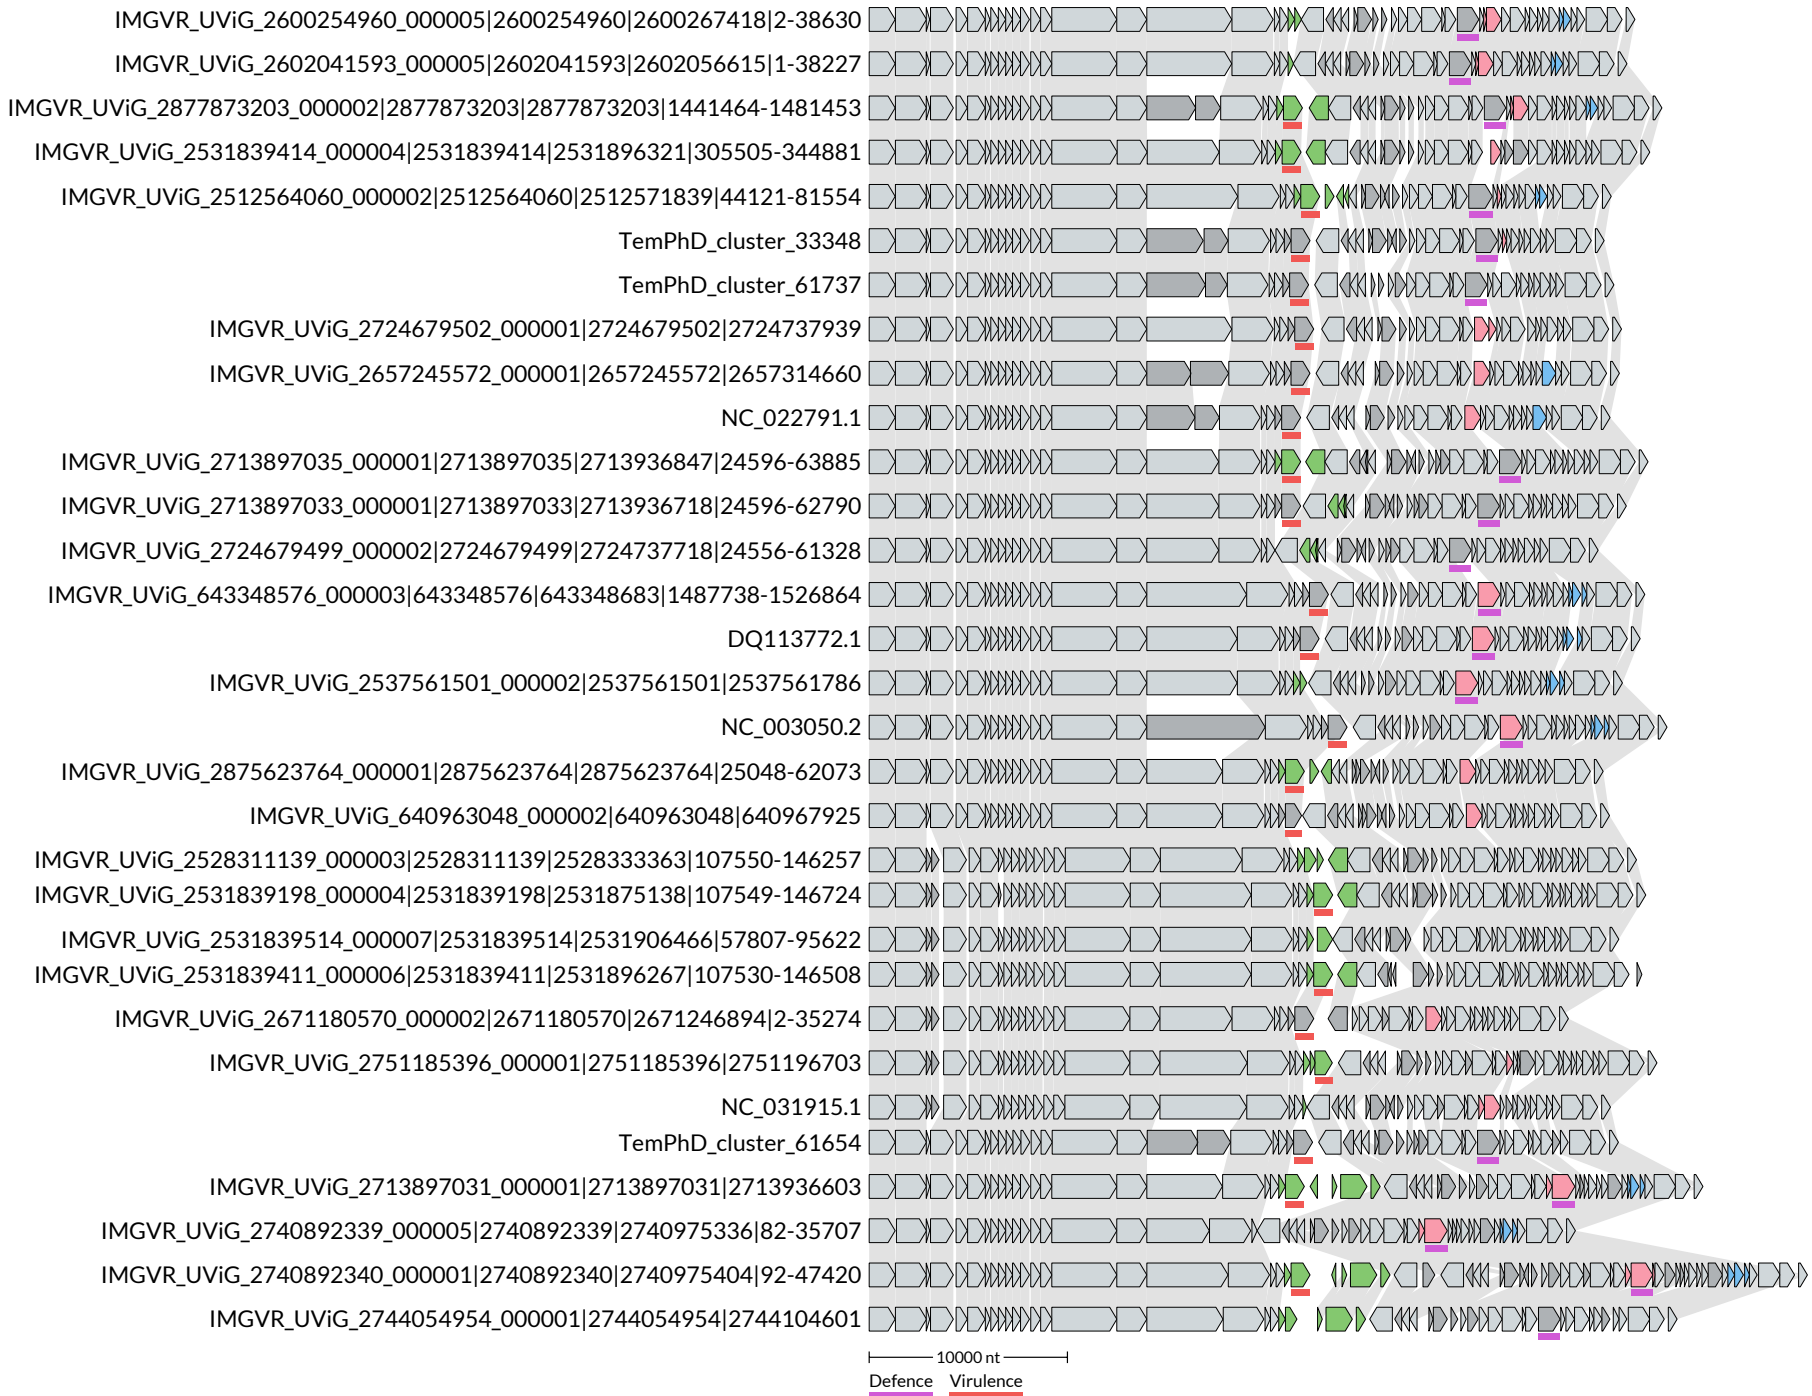 IMGVR_UViG_2600254960_000005|2600254960|2600267418|2-38630
IMGVR_UViG_2602041593_000005|2602041593|2602056615|1-38227
IMGVR_UViG_2877873203_000002|2877873203|2877873203|1441464-1481453
IMGVR_UViG_2531839414_000004|2531839414|2531896321|305505-344881
IMGVR_UViG_2512564060_000002|2512564060|2512571839|44121-81554
TemPhD_cluster_33348
TemPhD_cluster_61737
IMGVR_UViG_2724679502_000001|2724679502|2724737939
IMGVR_UViG_2657245572_000001|2657245572|2657314660
NC_022791.1
IMGVR_UViG_2713897035_000001|2713897035|2713936847|24596-63885
IMGVR_UViG_2713897033_000001|2713897033|2713936718|24596-62790
IMGVR_UViG_2724679499_000002|2724679499|2724737718|24556-61328
IMGVR_UViG_643348576_000003|643348576|643348683|1487738-1526864
DQ113772.1
IMGVR_UViG_2537561501_000002|2537561501|2537561786
NC_003050.2
IMGVR_UViG_2875623764_000001|2875623764|2875623764|25048-62073
IMGVR_UViG_640963048_000002|640963048|640967925
IMGVR_UViG_2528311139_000003|2528311139|2528333363|107550-146257
IMGVR_UViG_2531839198_000004|2531839198|2531875138|107549-146724
IMGVR_UViG_2531839514_000007|2531839514|2531906466|57807-95622
IMGVR_UViG_2531839411_000006|2531839411|2531896267|107530-146508
IMGVR_UViG_2671180570_000002|2671180570|2671246894|2-35274
IMGVR_UViG_2751185396_000001|2751185396|2751196703
NC_031915.1
TemPhD_cluster_61654
IMGVR_UViG_2713897031_000001|2713897031|2713936603
IMGVR_UViG_2740892339_000005|2740892339|2740975336|82-35707
IMGVR_UViG_2740892340_000001|2740892340|2740975404|92-47420
IMGVR_UViG_2744054954_000001|2744054954|2744104601
10000 nt
Defence Virulence